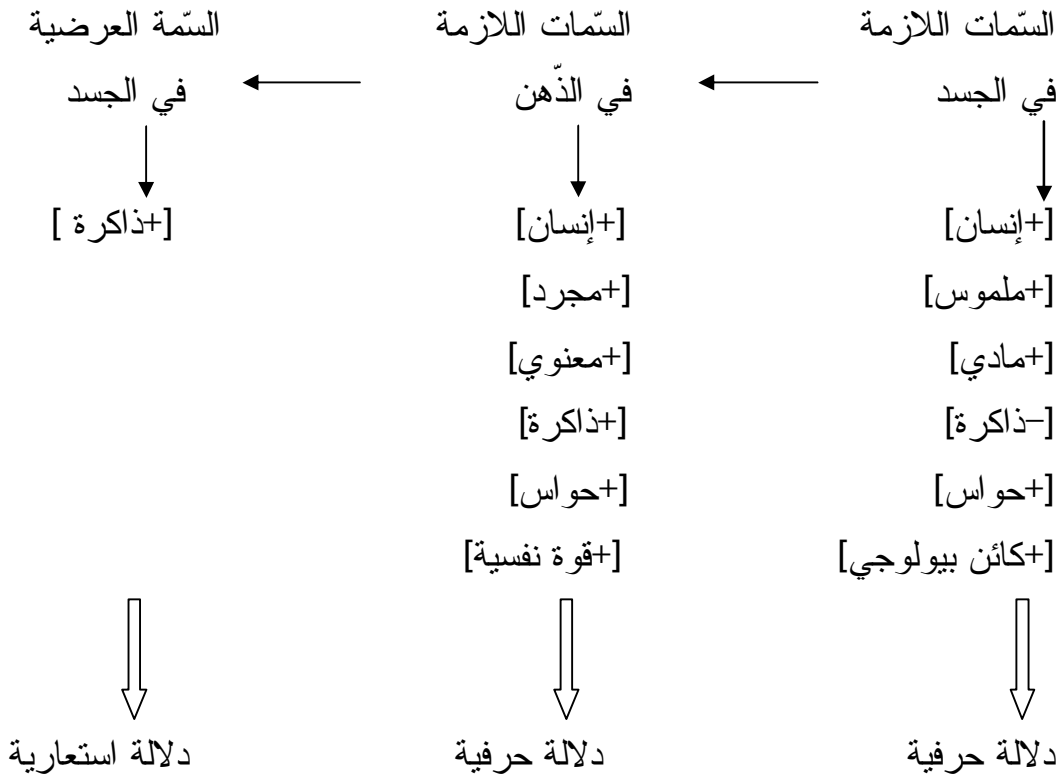 السّمات اللازمة السّمات اللازمة السّمة العرضية
في الجسد في الذّهن في الجسد
[+إنسان] [+إنسان] [+ذاكرة ]
[+ملموس] [+مجرد]
[+مادي] [+معنوي]
[–ذاكرة] [+ذاكرة]
[+حواس] [+حواس]
[+كائن بيولوجي] [+قوة نفسية]
دلالة حرفية دلالة حرفية دلالة استعارية